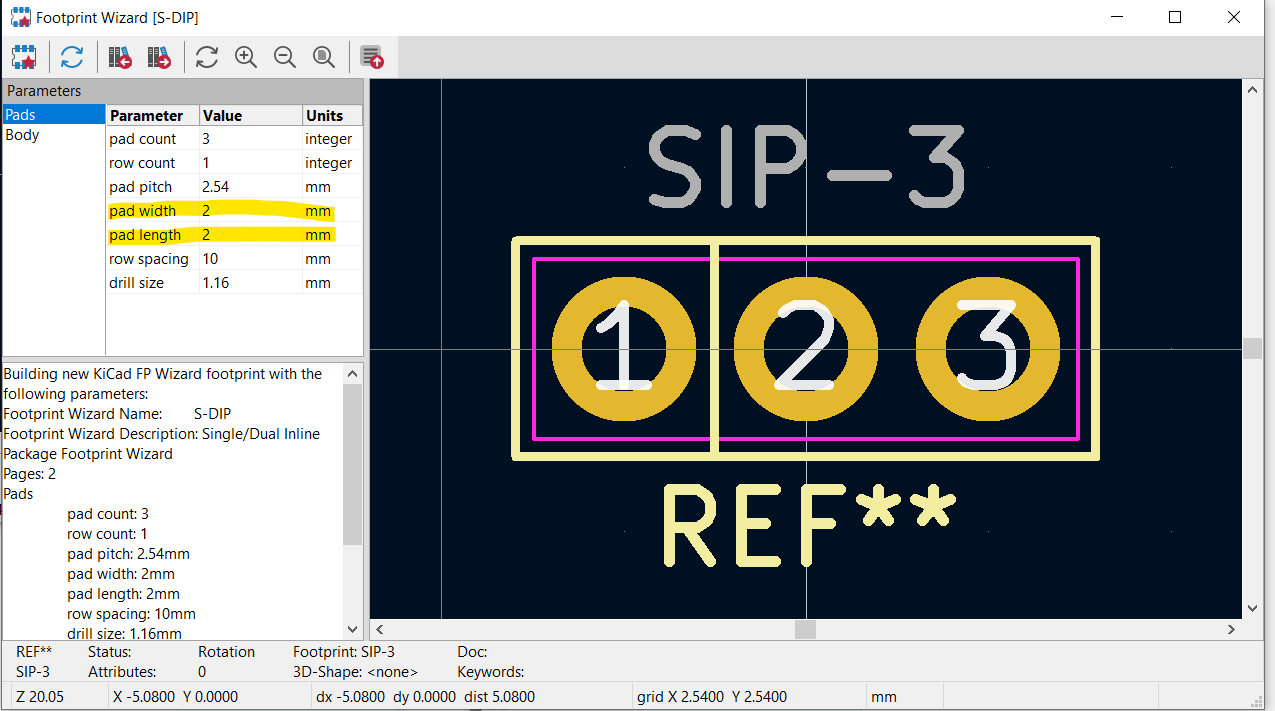 Footprint Wizard [S-DIP]
Parameters
Pads
Body
Parameter Value Units
pad count 3 integer
row count 1 integer
pad pitch 2.54 mm
pad width 2 mm
pad length 2 mm
row spacing 10 mm
drill size 1.16 mm
Building new KiCad FP Wizard footprint with the
following parameters:
Footprint Wizard Name: S-DIP
Footprint Wizard Description: Single/Dual Inline
Package Footprint Wizard
Pages: 2
Pads
pad count: 3
row count: 1
pad pitch: 2.54mm
pad width: 2mm
pad length: 2mm
row spacing: 10mm
drill size: 1.16mm
SIP-3
1 2 3
REF**
REF** Status: Rotation Footprint: SIP-3 Doc:
SIP-3 Attributes: 0 3D-Shape: <none> Keywords:
Z 20.05 X -5.0800 Y 0.0000 dx -5.0800 dy 0.0000 dist 5.0800 grid X 2.5400 Y 2.5400 mm